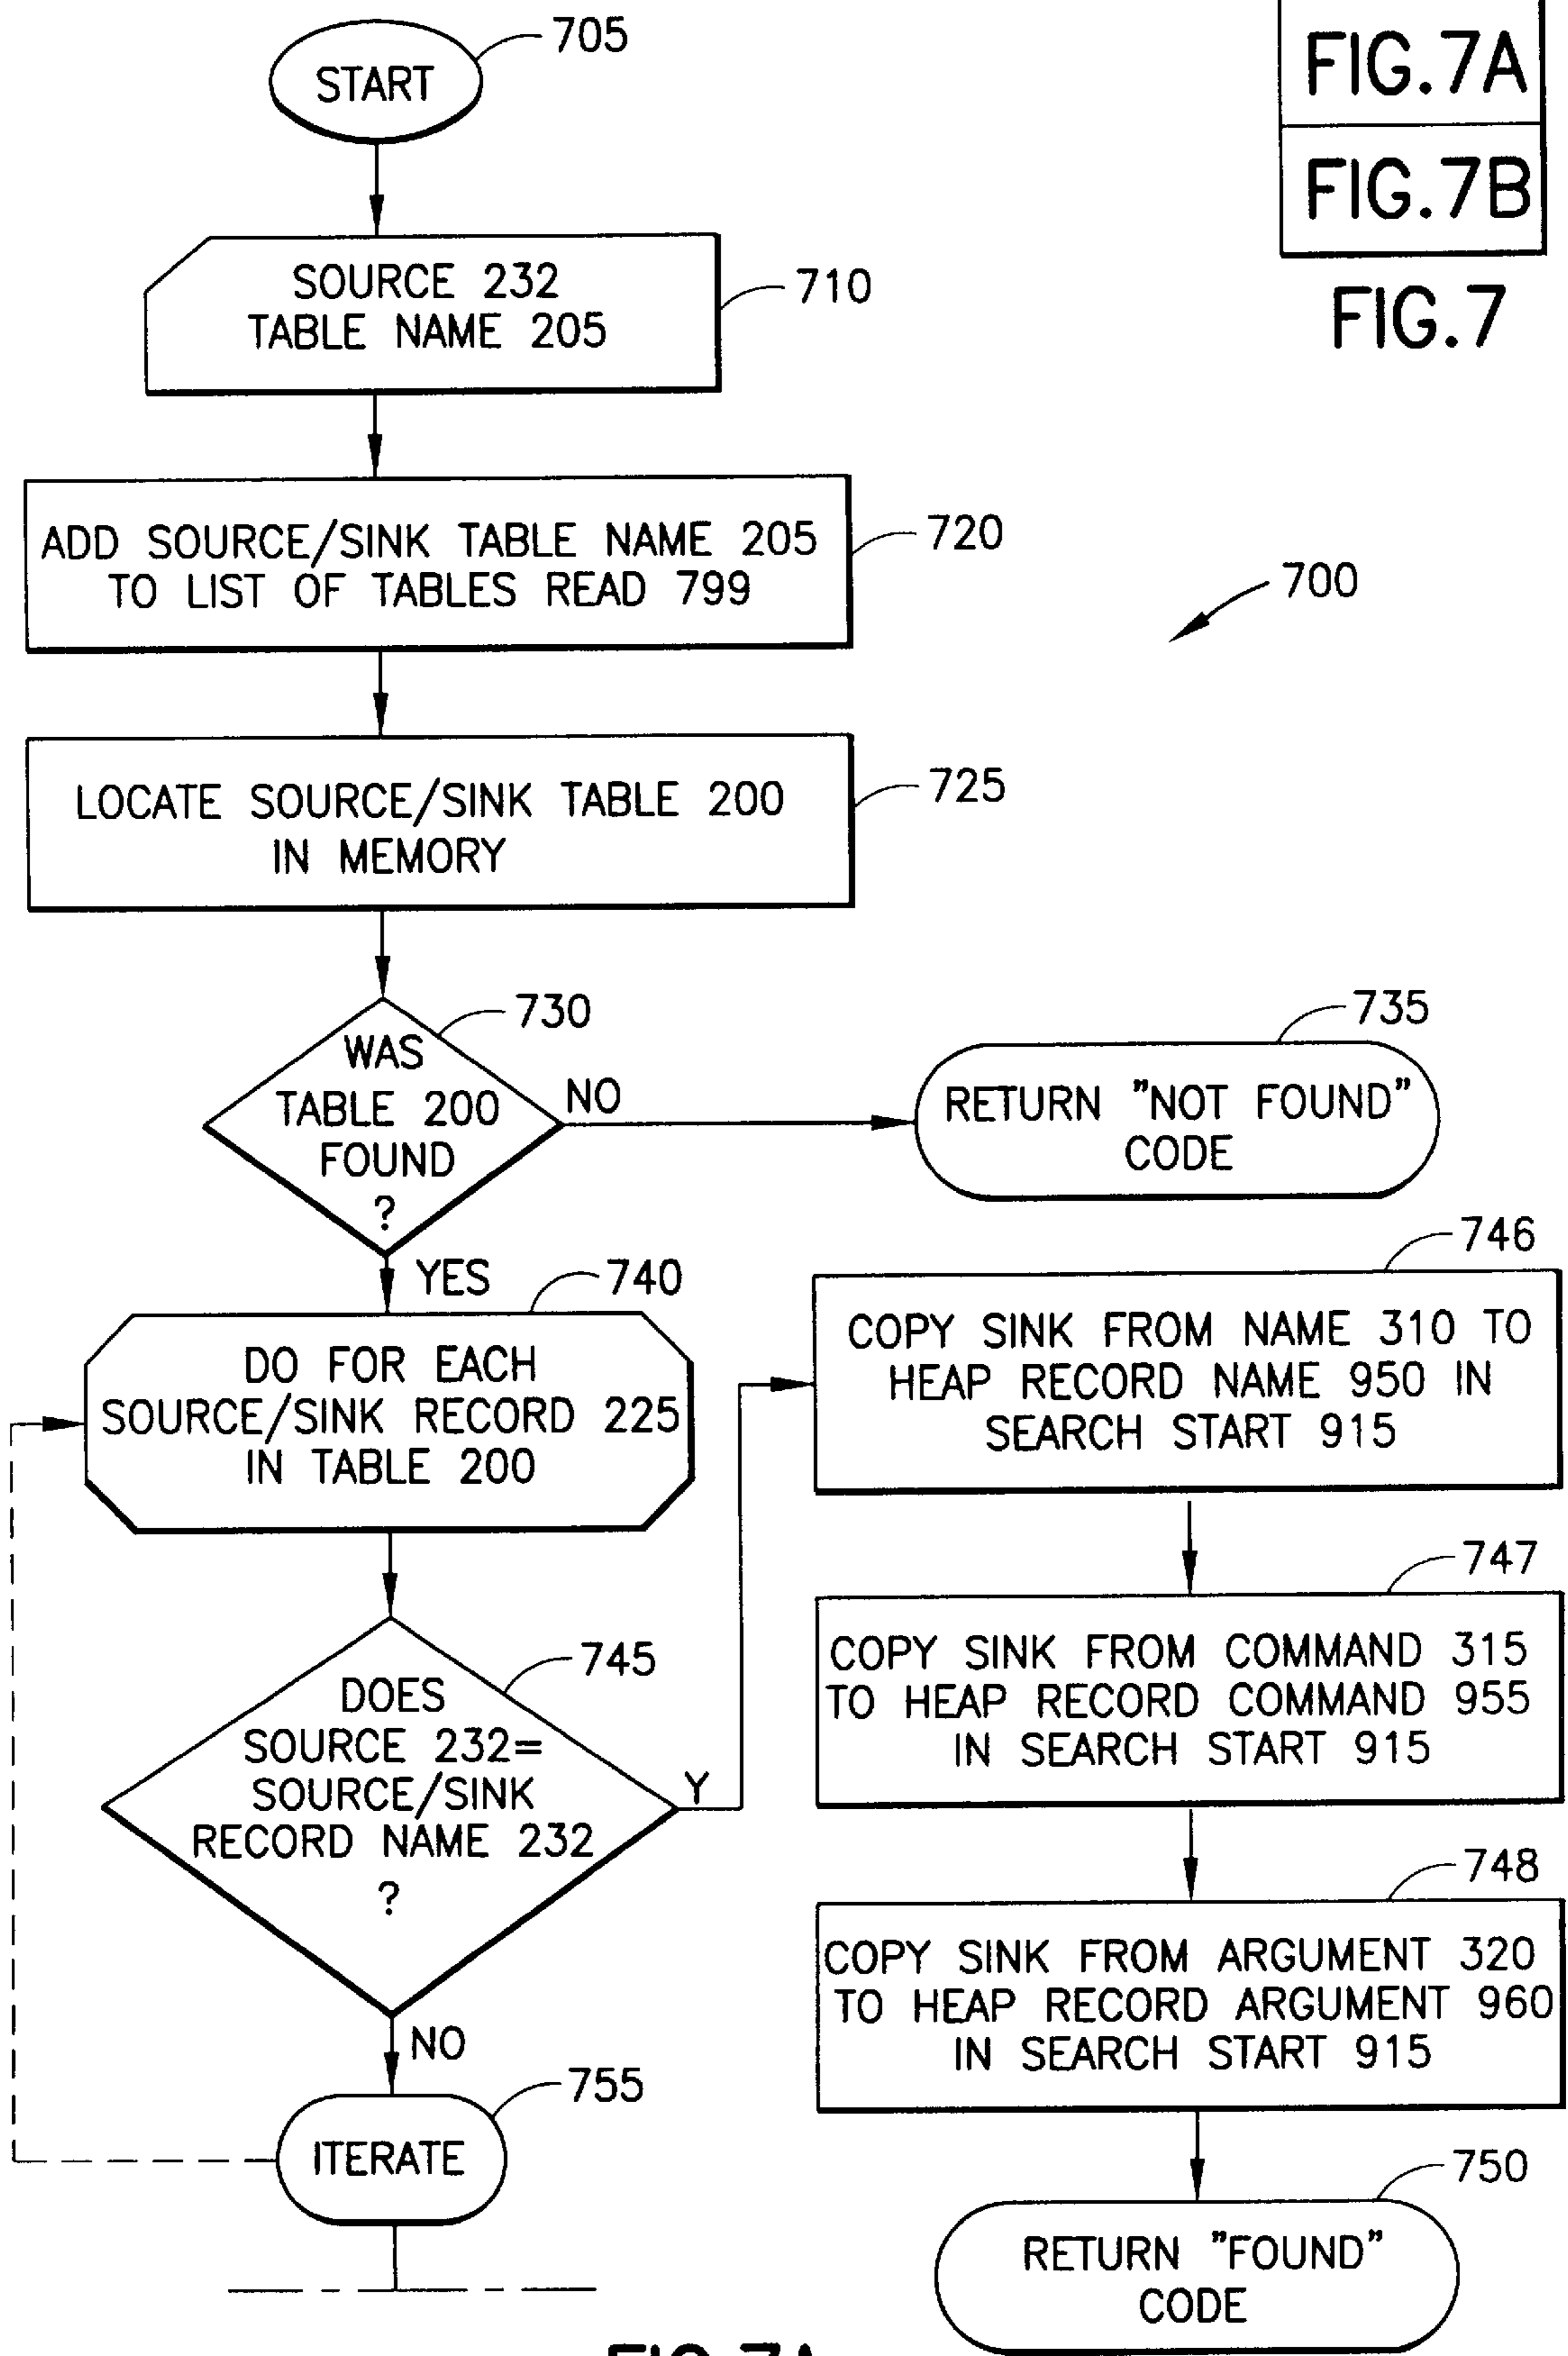 START
705
FIG.7A
FIG.7B
FIG.7
SOURCE 232
TABLE NAME 205
710
ADD SOURCE/SINK TABLE NAME 205
TO LIST OF TABLES READ 799
720
700
LOCATE SOURCE/SINK TABLE 200
IN MEMORY
725
WAS
TABLE 200
FOUND
?
730
NO
RETURN "NOT FOUND"
CODE
735
YES
DO FOR EACH
SOURCE/SINK RECORD 225
IN TABLE 200
740
COPY SINK FROM NAME 310 TO
HEAP RECORD NAME 950 IN
SEARCH START 915
746
DOES
SOURCE 232=
SOURCE/SINK
RECORD NAME 232
?
745
Y
COPY SINK FROM COMMAND 315
TO HEAP RECORD COMMAND 955
IN SEARCH START 915
747
COPY SINK FROM ARGUMENT 320
TO HEAP RECORD ARGUMENT 960
IN SEARCH START 915
748
NO
ITERATE
755
RETURN "FOUND"
CODE
750
FIG.7A